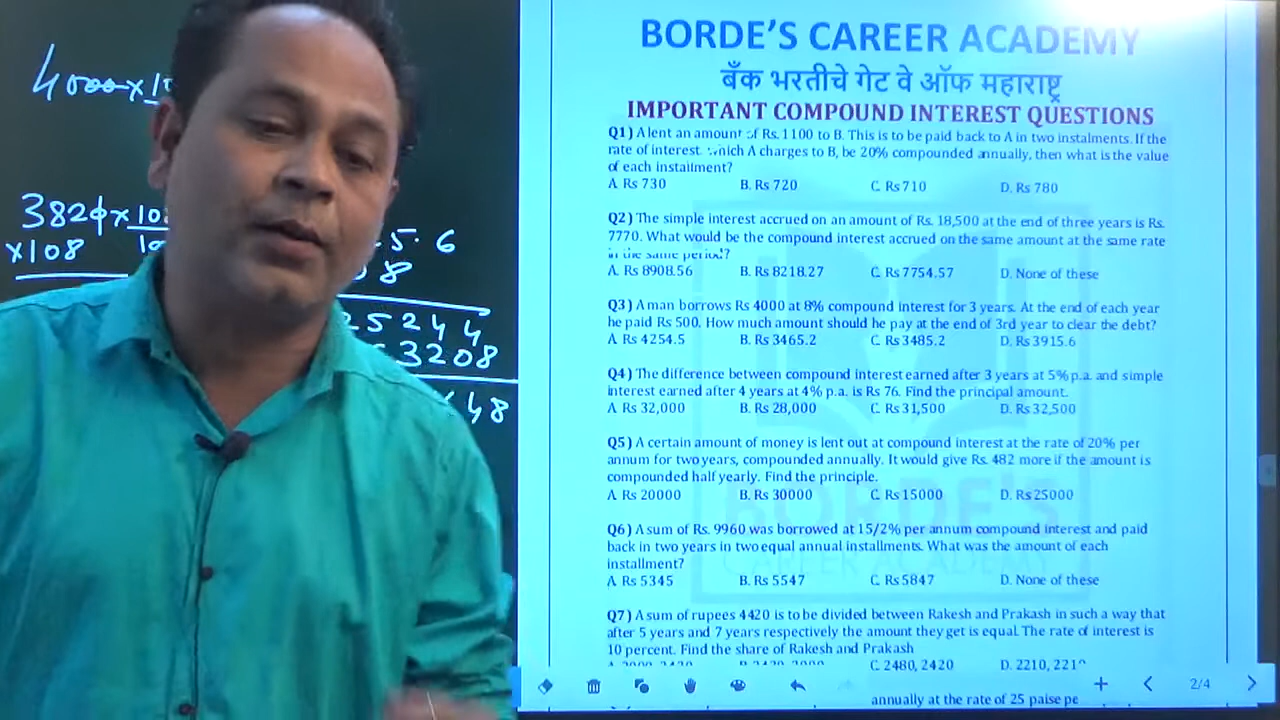 4000 × 10
3820 × 10
10
× 108
5.6
08
25244
3208
48
BORDE'S CAREER ACADEMY
बँक भरतीचे गेट वे ऑफ महाराष्ट्र
IMPORTANT COMPOUND INTEREST QUESTIONS
Q1) A lent an amount of Rs. 1100 to B. This is to be paid back to A in two instalments. If the
rate of interest. which A charges to B, be 20% compounded annually, then what is the value
of each installment?
A. Rs 730 B. Rs 720 C. Rs 710 D. Rs 780
Q2) The simple interest accrued on an amount of Rs. 18,500 at the end of three years is Rs.
7770. What would be the compound interest accrued on the same amount at the same rate
in the same period?
A. Rs 8908.56 B. Rs 8218.27 C. Rs 7754.57 D. None of these
Q3) A man borrows Rs 4000 at 8% compound interest for 3 years. At the end of each year
he paid Rs 500. How much amount should he pay at the end of 3rd year to clear the debt?
A Rs 4254.5 B. Rs 3465.2 C. Rs 3485.2 D. Rs 3915.6
Q4) The difference between compound interest earned after 3 years at 5% p.a. and simple
interest earned after 4 years at 4% p.a. is Rs 76. Find the principal amount.
A Rs 32,000 B. Rs 28,000 C. Rs 31,500 D. Rs 32,500
Q5) A certain amount of money is lent out at compound interest at the rate of 20% per
annum for two years, compounded annually. It would give Rs. 482 more if the amount is
compounded half yearly. Find the principle.
A Rs 20000 B. Rs 30000 C. Rs 15000 D. Rs 25000
Q6) A sum of Rs. 9960 was borrowed at 15/2% per annum compound interest and paid
back in two years in two equal annual installments. What was the amount of each
installment?
A Rs 5345 B. Rs 5547 C. Rs 5847 D. None of these
Q7) A sum of rupees 4420 is to be divided between Rakesh and Prakash in such a way that
after 5 years and 7 years respectively the amount they get is equal. The rate of interest is
10 percent. Find the share of Rakesh and Prakash
C. 2480, 2420 D. 2210, 221
annually at the rate of 25 paise pe
2/4
BORDE'S
CAREER ACADEMY